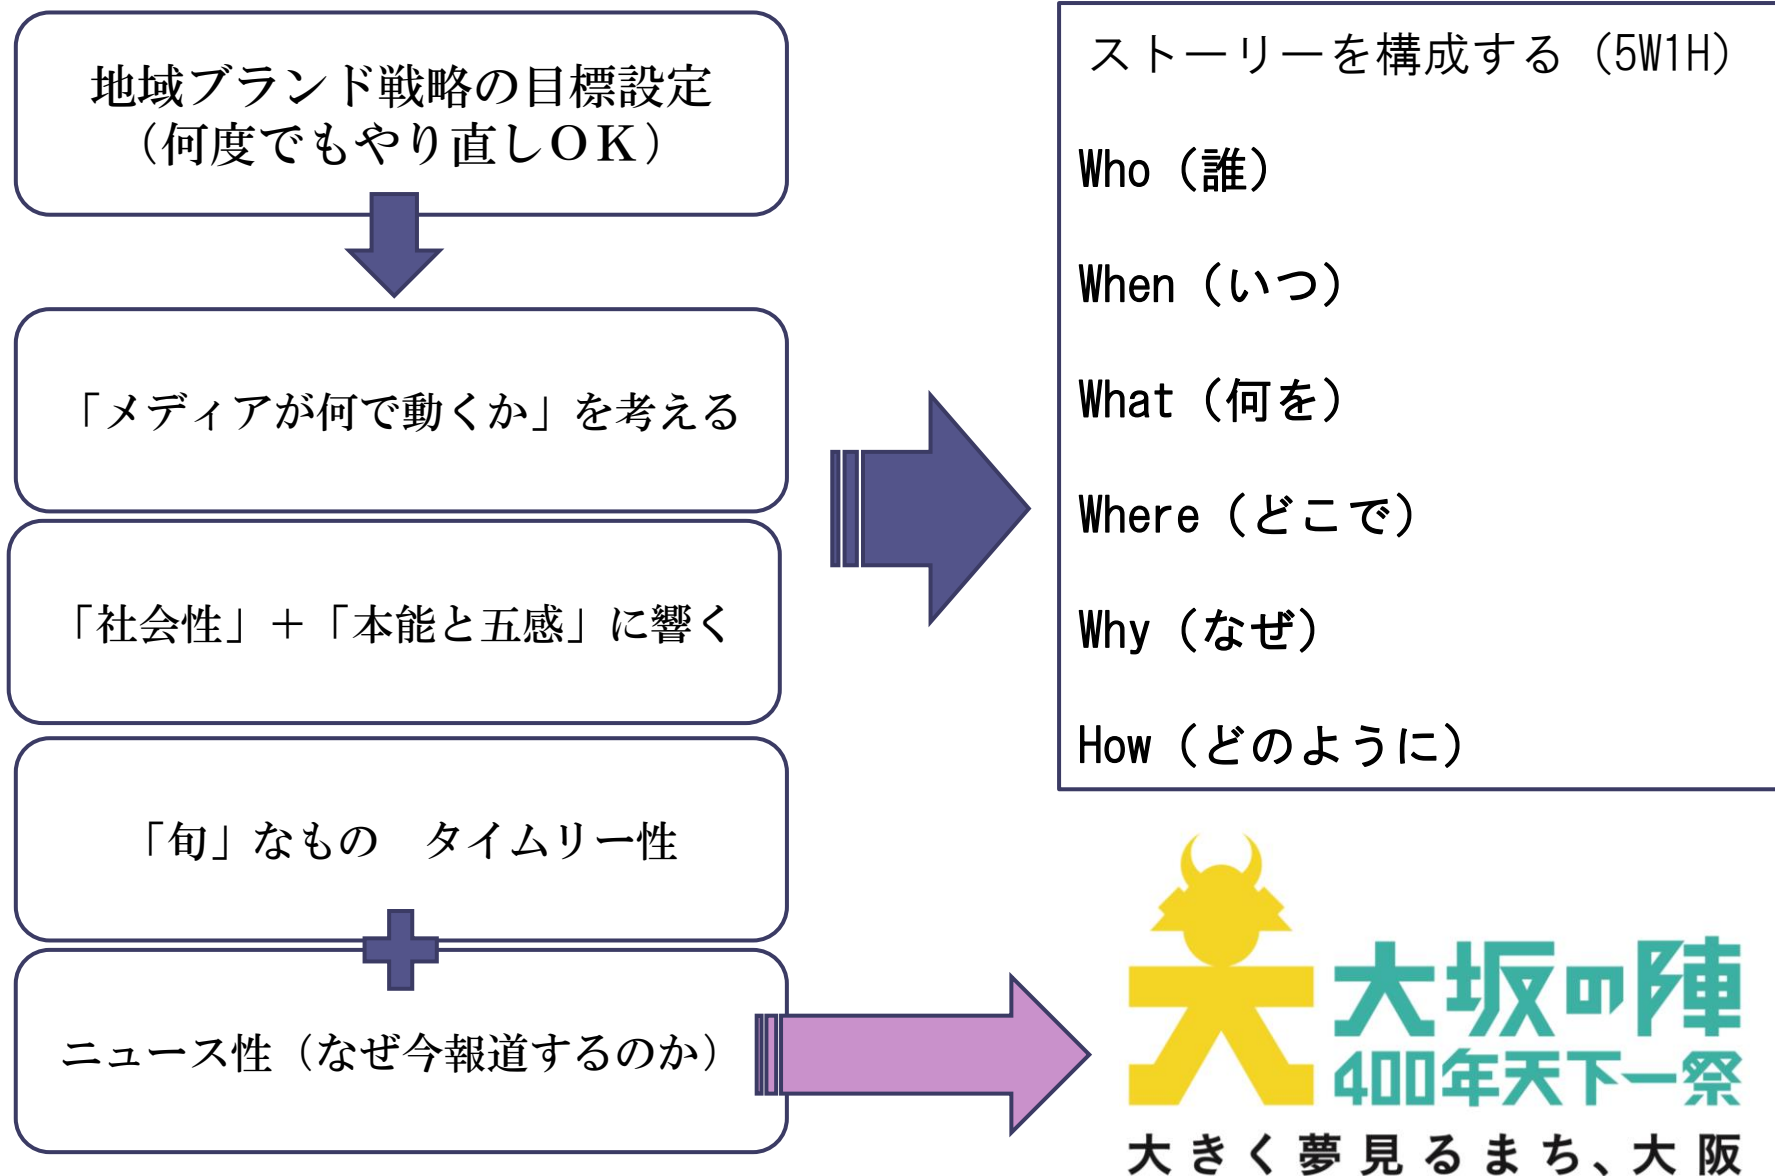 地域ブランド戦略の目標設定
（何度でもやり直しＯＫ）
「メディアが何で動くか」を考える
「社会性」＋「本能と五感」に響く
「旬」なもの　タイムリー性
ニュース性（なぜ今報道するのか）
ストーリーを構成する（5W1H）
Who（誰）
When（いつ）
What（何を）
Where（どこで）
Why（なぜ）
How（どのように）
大坂の陣
400年天下一祭
大きく夢見るまち、大阪